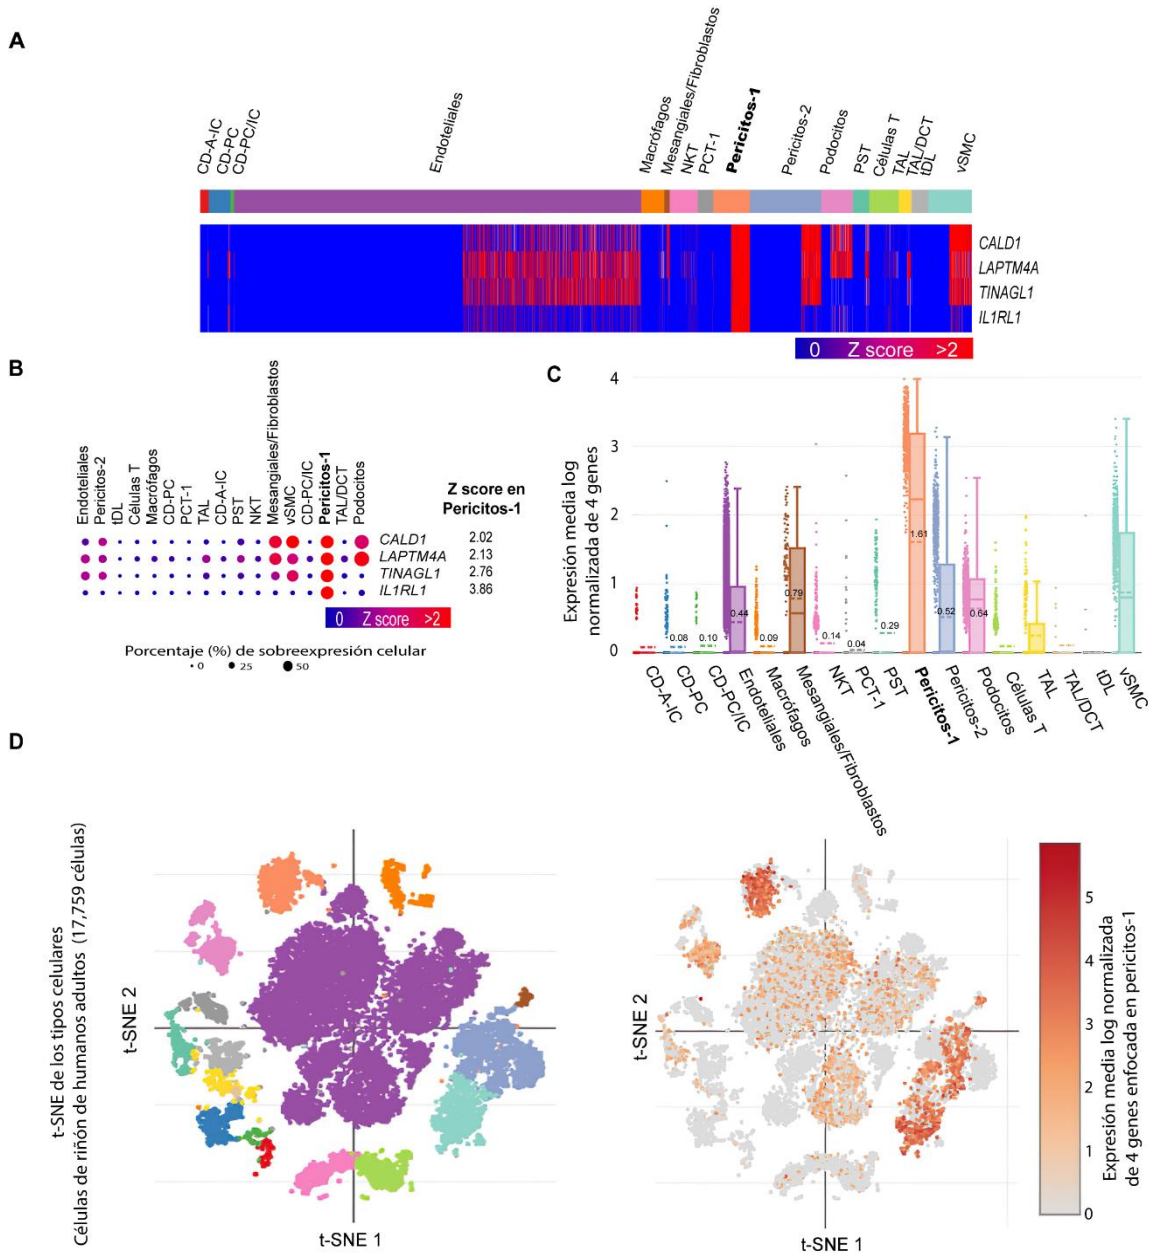 A
CD-A-IC
CD-PC
CD-PC/IC
Endoteliales
Macrófagos
Mesangiales/Fibroblastos
NKT
PCT-1
Pericitos-1
Pericitos-2
Podocitos
PST
Células T
TAL
TAL/DCT
tDL
vSMC
CALD1
LAPTM4A
TINAGL1
IL1RL1
0 Z score >2
B
Endoteliales
Pericitos-2
tDL
Células T
Macrófagos
CD-PC
PCT-1
TAL
CD-A-IC
PST
NKT
Mesangiales/Fibroblastos
vSMC
CD-PC/IC
Pericitos-1
TAL/DCT
Podocitos
Z score en
Pericitos-1
CALD1 2.02
LAPTM4A 2.13
TINAGL1 2.76
IL1RL1 3.86
0 Z score >2
Porcentaje (%) de sobreexpresión celular
0 25 50
C
Expresión media log
normalizada de 4 genes
4
3
2
1
0
0.08
0.10
0.44
0.09
0.79
0.14
0.04
0.29
1.61
0.52
0.64
CD-A-IC
CD-PC
CD-PC/IC
Endoteliales
Macrófagos
Mesangiales/Fibroblastos
NKT
PCT-1
PST
Pericitos-1
Pericitos-2
Podocitos
Células T
TAL
TAL/DCT
tDL
vSMC
D
t-SNE de los tipos celulares
Células de riñón de humanos adultos (17,759 células)
t-SNE 2
t-SNE 1
t-SNE 2
t-SNE 1
5
4
3
2
1
0
Expresión media log normalizada
de 4 genes enfocada en pericitos-1